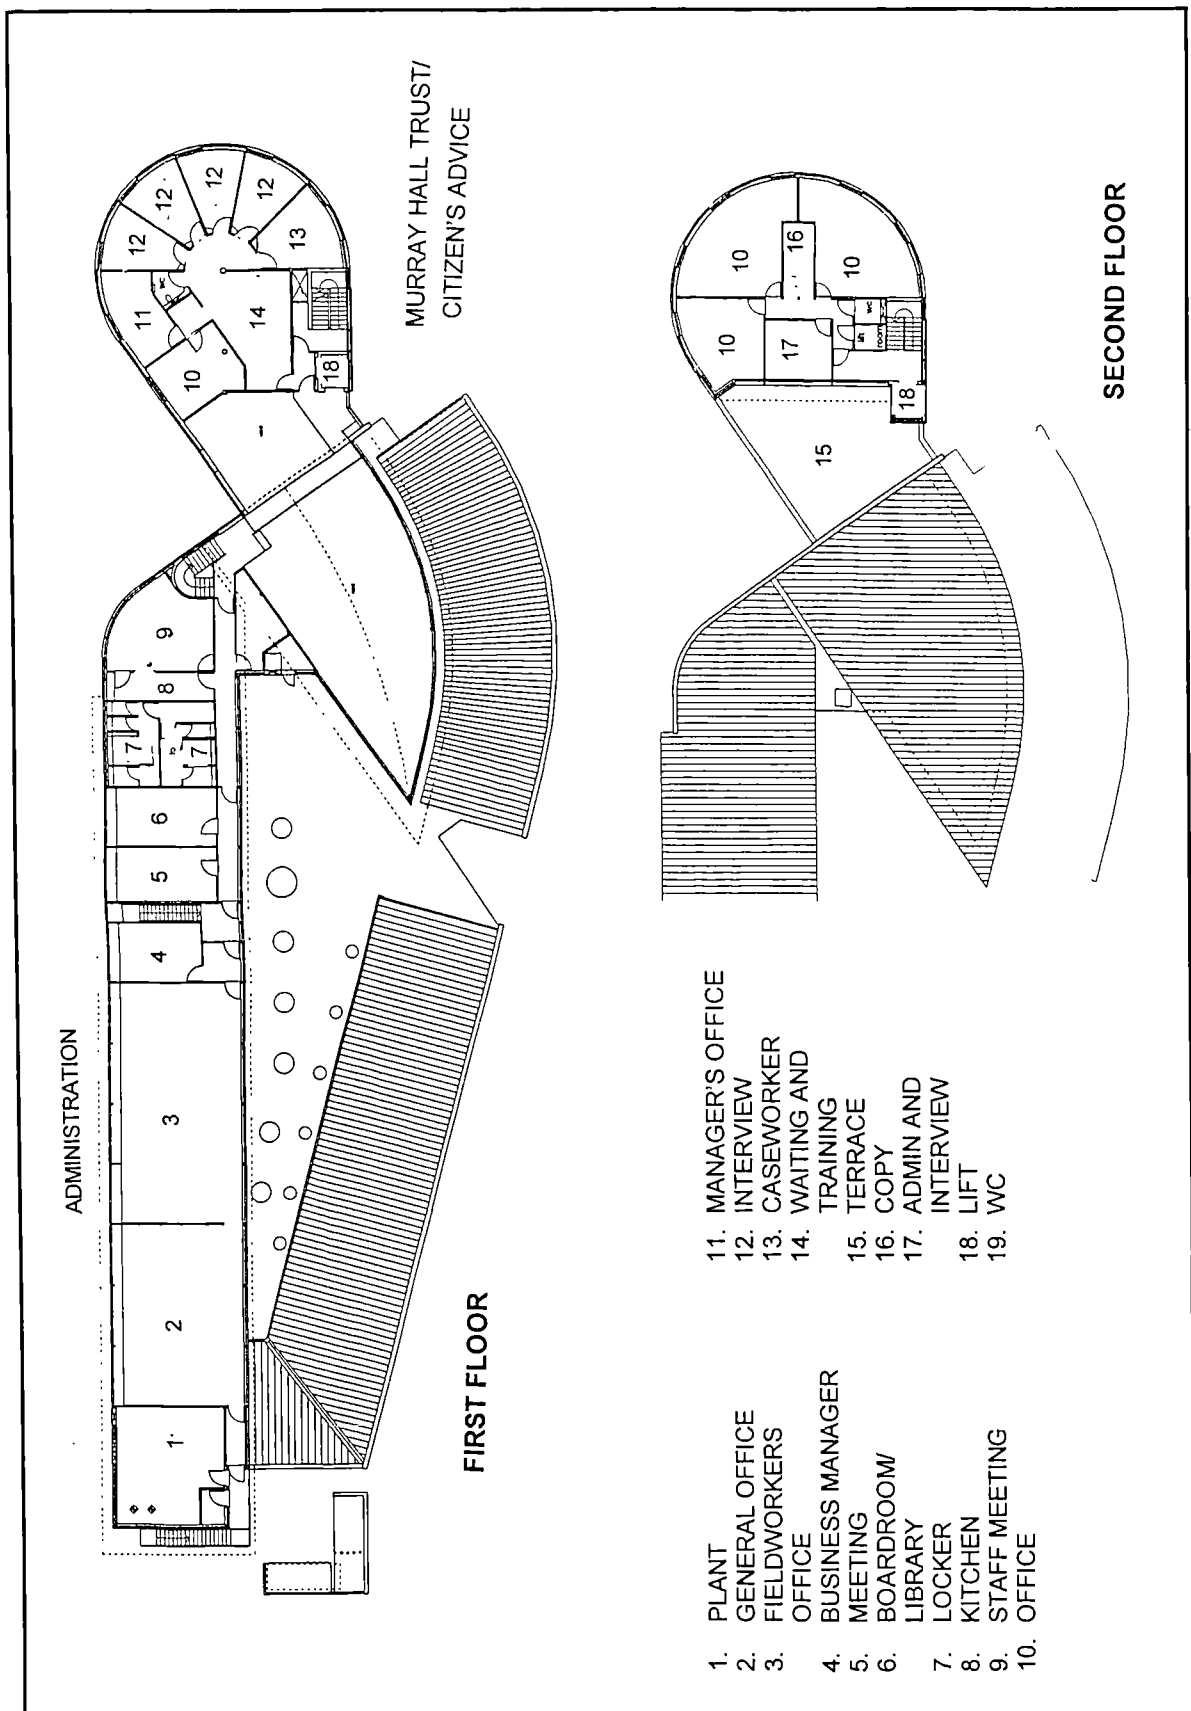 ADMINISTRATION
1
2
3
4
5
6
7
7
8
9
10
11
wc
12
12
12
12
13
14
18
MURRAY HALL TRUST/
CITIZEN'S ADVICE
FIRST FLOOR
10
10
10
16
17
wc
lift
room
18
15
SECOND FLOOR
1. PLANT
2. GENERAL OFFICE
3. FIELDWORKERS
OFFICE
4. BUSINESS MANAGER
5. MEETING
6. BOARDROOM/
LIBRARY
7. LOCKER
8. KITCHEN
9. STAFF MEETING
10. OFFICE
11. MANAGER'S OFFICE
12. INTERVIEW
13. CASEWORKER
14. WAITING AND
TRAINING
15. TERRACE
16. COPY
17. ADMIN AND
INTERVIEW
18. LIFT
19. WC